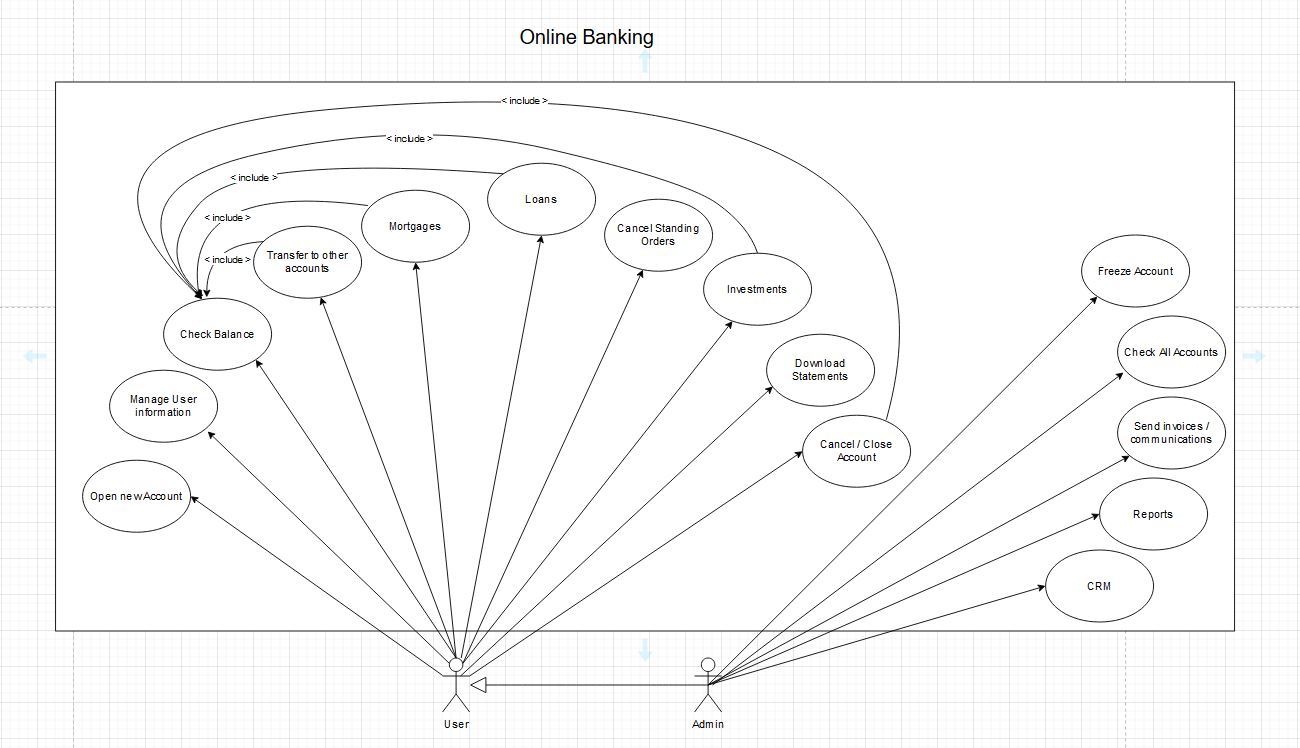 Online Banking
< include >
< include >
< include >
< include >
< include >
Loans
Mortgages
Cancel Standing
Orders
Transfer to other
accounts
Investments
Freeze Account
Check Balance
Check All Accounts
Download
Statements
Manage User
information
Send invoices /
communications
Cancel / Close
Account
Open new Account
Reports
CRM
User
Admin